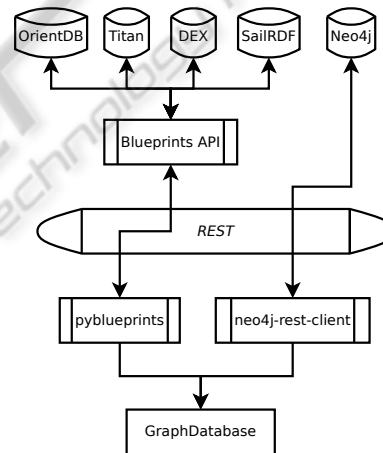 OrientDB Titan DEX SailRDF Neo4j
Blueprints API
REST
pyblueprints neo4j-rest-client
GraphDatabase